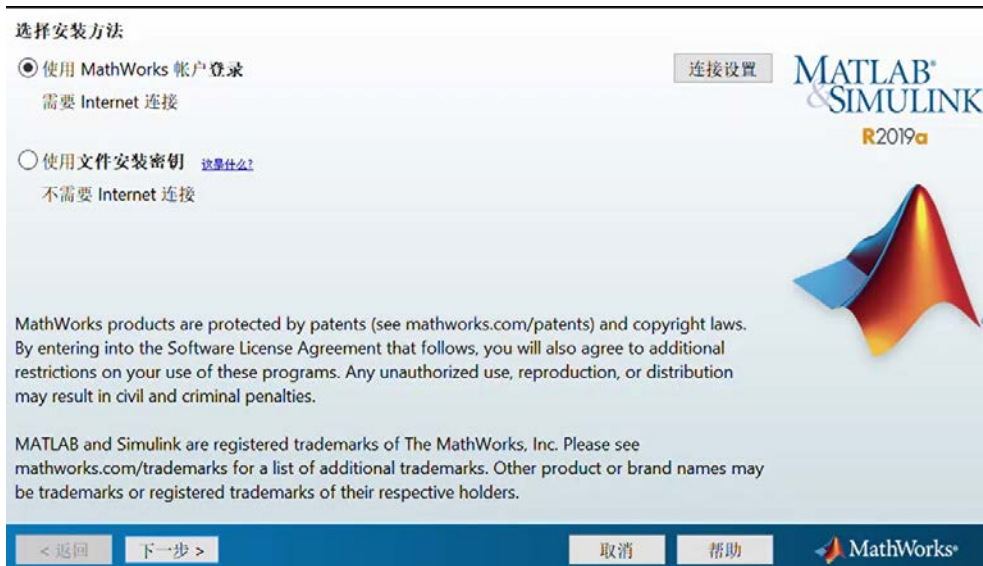 选择安装方法
使用 MathWorks 帐户登录
连接设置
需要 Internet 连接
使用文件安装密钥 这是什么?
不需要 Internet 连接
MATLAB®
&SIMULINK
R2019a
MathWorks products are protected by patents (see mathworks.com/patents) and copyright laws.
By entering into the Software License Agreement that follows, you will also agree to additional
restrictions on your use of these programs. Any unauthorized use, reproduction, or distribution
may result in civil and criminal penalties.
MATLAB and Simulink are registered trademarks of The MathWorks, Inc. Please see
mathworks.com/trademarks for a list of additional trademarks. Other product or brand names may
be trademarks or registered trademarks of their respective holders.
< 返回
下一步 >
取消
帮助
MathWorks®